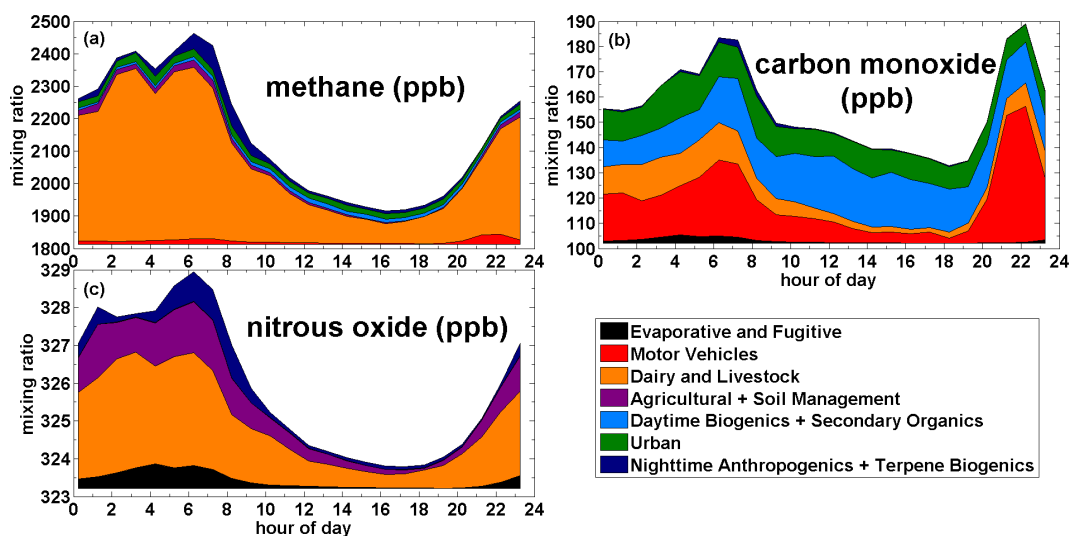 (a)
methane (ppb)
mixing ratio
2500
2400
2300
2200
2100
2000
1900
1800
0 2 4 6 8 10 12 14 16 18 20 22 24
(b)
carbon monoxide
(ppb)
mixing ratio
190
180
170
160
150
140
130
120
110
100
0 2 4 6 8 10 12 14 16 18 20 22 24
hour of day
(c)
nitrous oxide (ppb)
mixing ratio
329
328
327
326
325
324
323
0 2 4 6 8 10 12 14 16 18 20 22 24
hour of day
Evaporative and Fugitive
Motor Vehicles
Dairy and Livestock
Agricultural + Soil Management
Daytime Biogenics + Secondary Organics
Urban
Nighttime Anthropogenics + Terpene Biogenics